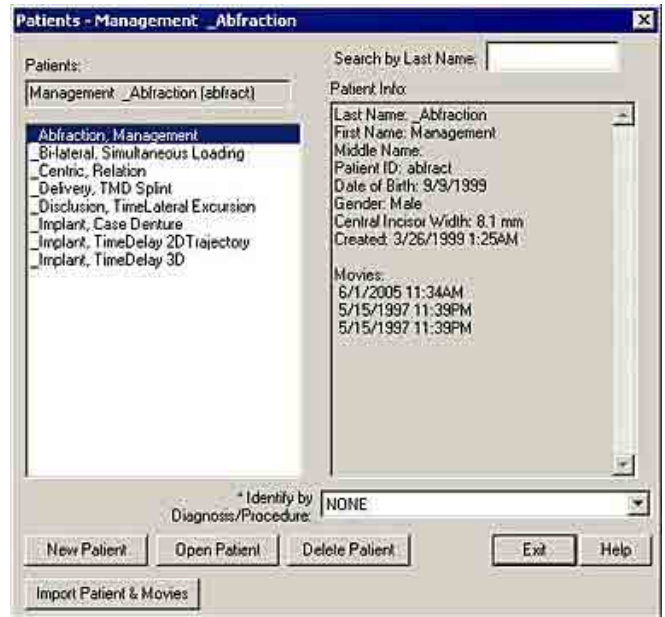 Patients - Management _Abfraction
Patients:
Management _Abfraction (abfract)
_Abfraction, Management
_Bi-lateral, Simultaneous Loading
_Centric, Relation
_Delivery, TMD Splint
_Disclusion, TimeLateral Excursion
_Implant, Case Denture
_Implant, TimeDelay 2DTrajectory
_Implant, TimeDelay 3D
Search by Last Name:
Patient Info:
Last Name: _Abfraction
First Name: Management
Middle Name:
Patient ID: abfract
Date of Birth: 9/9/1999
Gender: Male
Central Incisor Width: 8.1 mm
Created: 3/26/1999 1:25AM
Movies:
6/1/2005 11:34AM
5/15/1997 11:39PM
5/15/1997 11:39PM
* Identify by
Diagnosis/Procedure:
NONE
New Patient
Open Patient
Delete Patient
Exit
Help
Import Patient & Movies